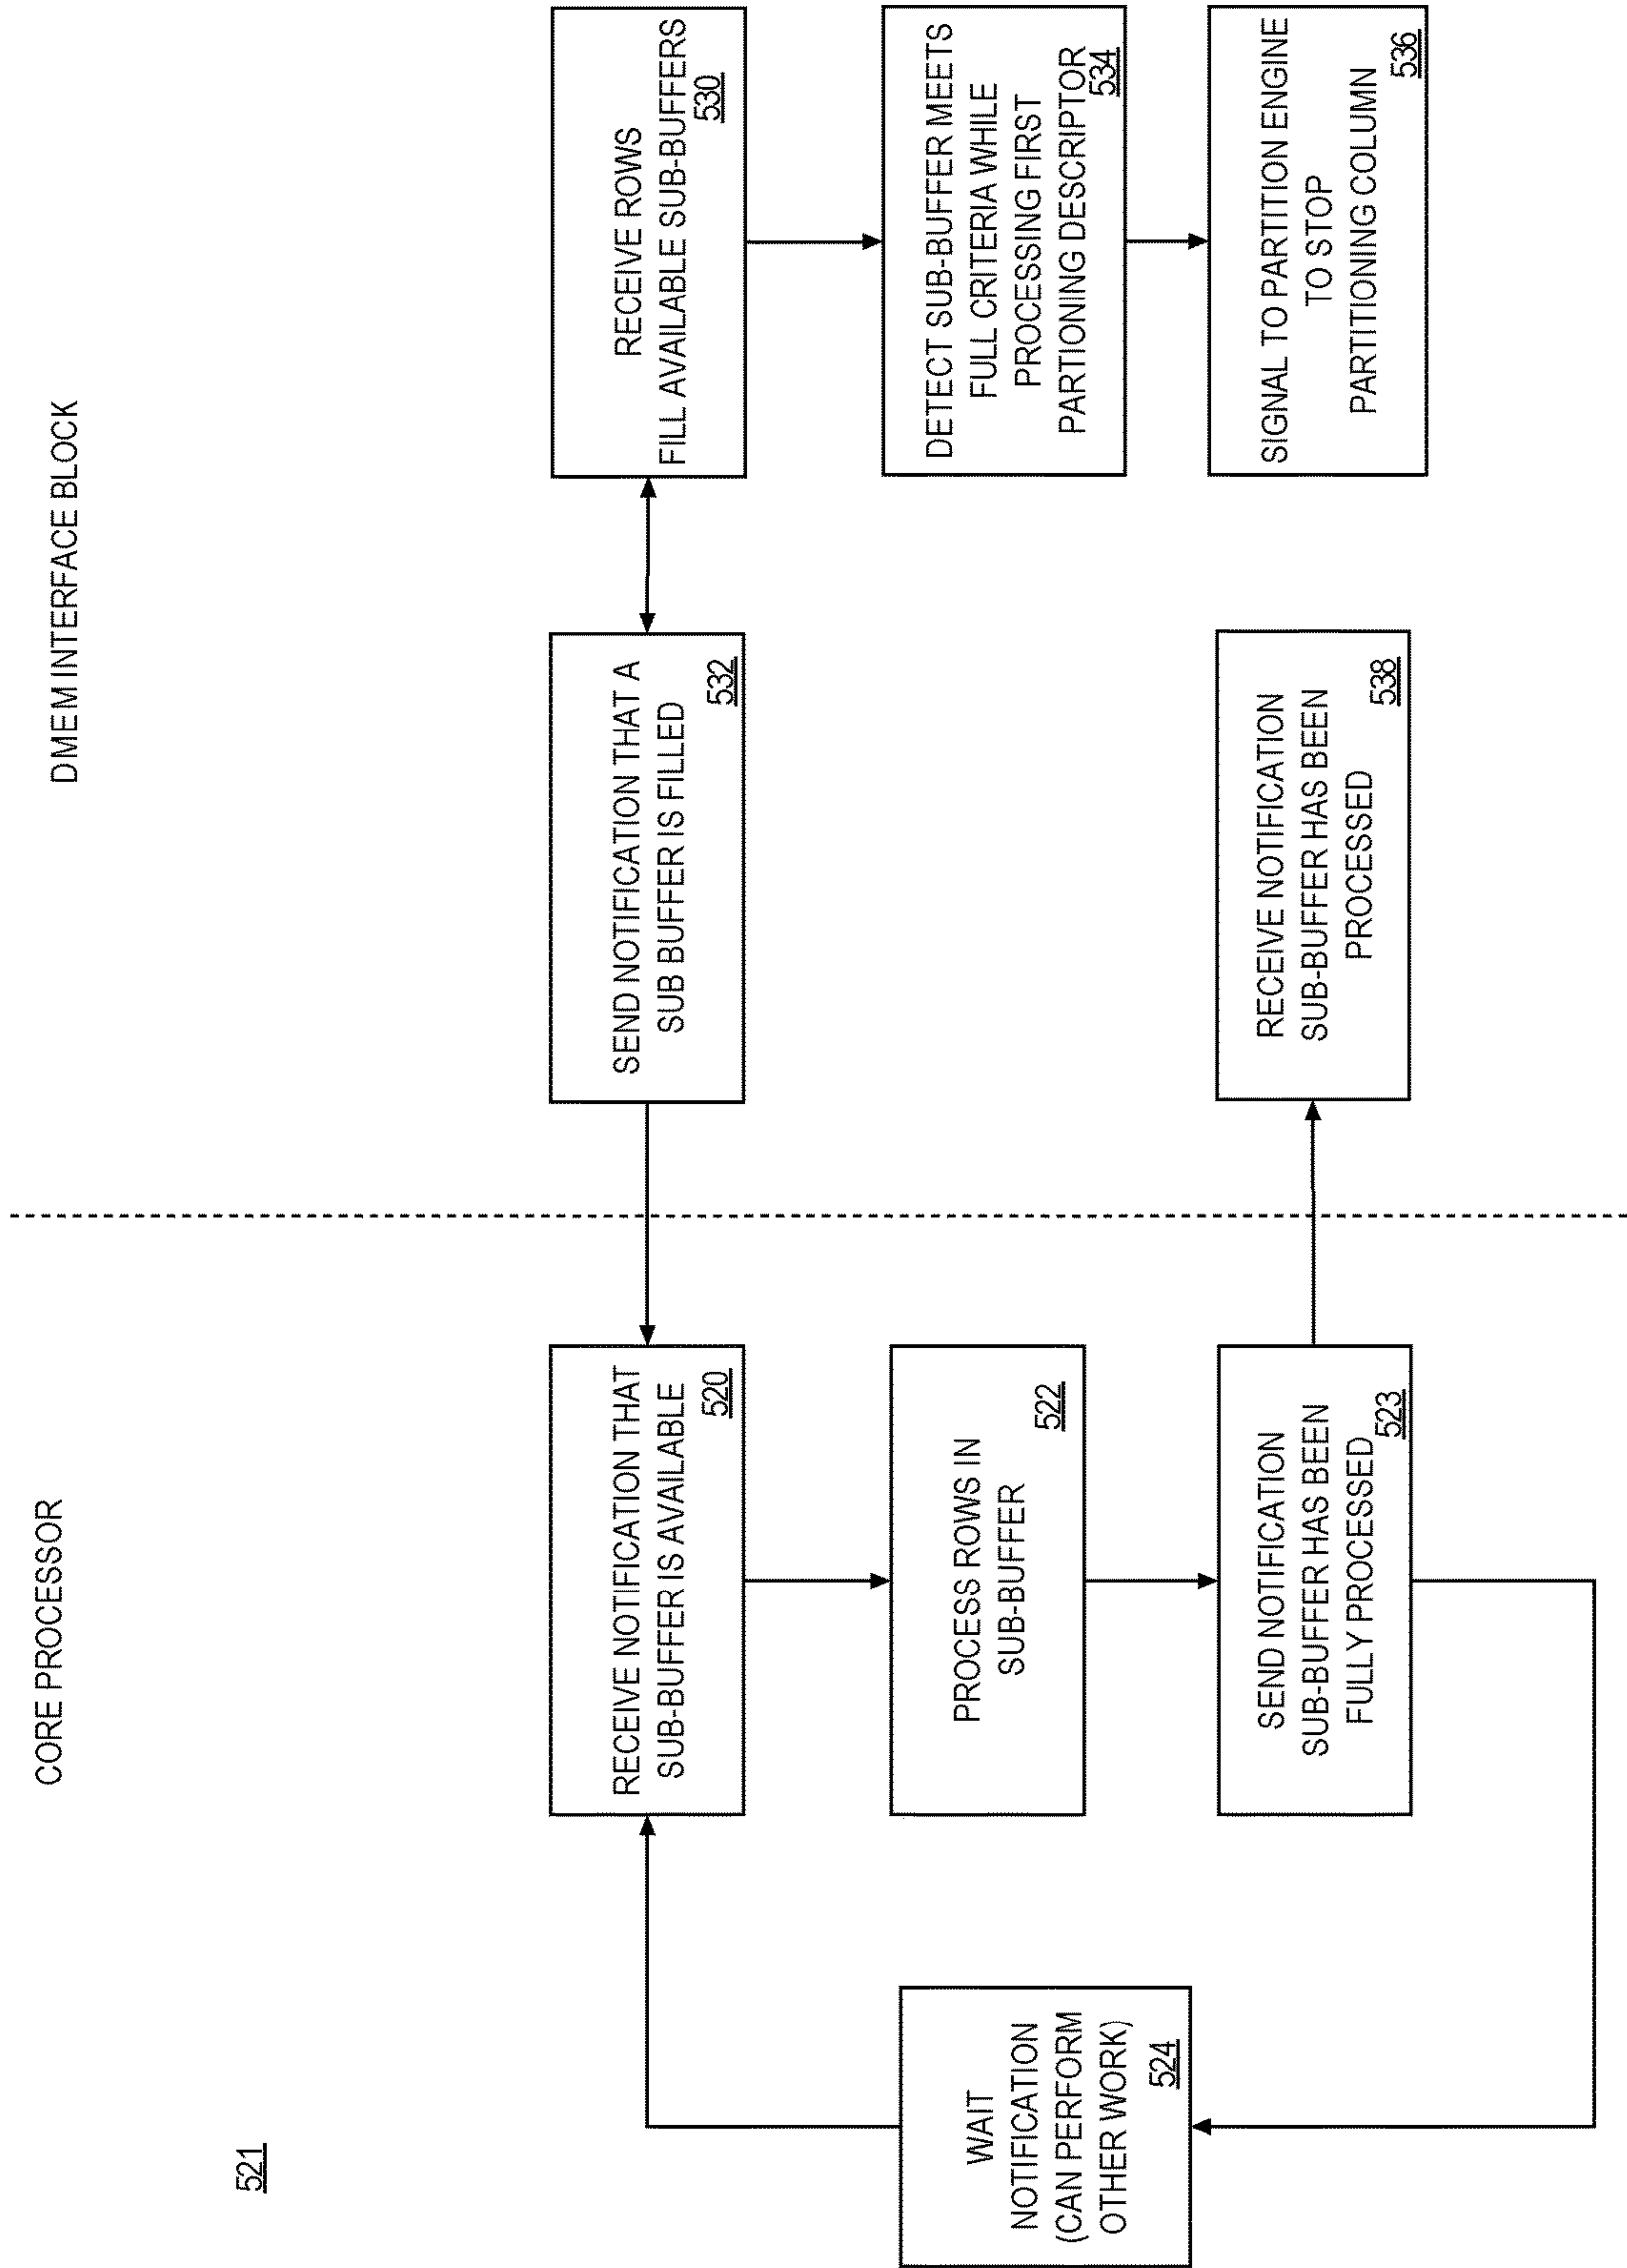 CORE PROCESSOR
DMEM INTERFACE BLOCK
521
RECEIVE NOTIFICATION THAT
SUB-BUFFER IS AVAILABLE
520
SEND NOTIFICATION THAT A
SUB BUFFER IS FILLED
532
RECEIVE ROWS
FILL AVAILABLE SUB-BUFFERS
530
WAIT
NOTIFICATION
(CAN PERFORM
OTHER WORK)
524
PROCESS ROWS IN
SUB-BUFFER
522
DETECT SUB-BUFFER MEETS
FULL CRITERIA WHILE
PROCESSING FIRST
PARTIONING DESCRIPTOR
534
SEND NOTIFICATION
SUB-BUFFER HAS BEEN
FULLY PROCESSED
523
RECEIVE NOTIFICATION
SUB-BUFFER HAS BEEN
PROCESSED
538
SIGNAL TO PARTITION ENGINE
TO STOP
PARTITIONING COLUMN
536